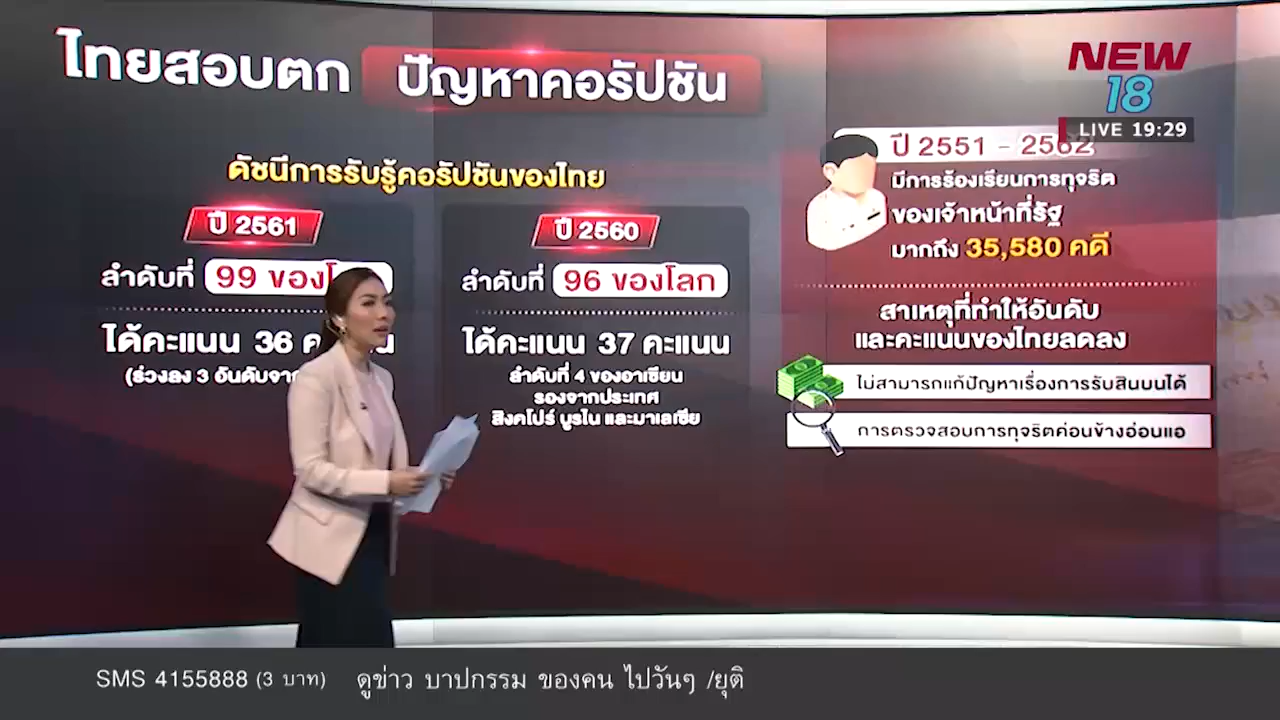 ไทยสอบตก ปัญหาคอรัปชัน
NEW
18
LIVE 19:29
ดัชนีการรับรู้คอรัปชันของไทย
ปี 2561
ลำดับที่ 99 ของ
ได้คะแนน 36
(ร่วงลง 3 อันดับจาก
ปี 2560
ลำดับที่ 96 ของโลก
ได้คะแนน 37 คะแนน
ลำดับที่ 4 ของอาเซียน
รองจากประเทศ
สิงคโปร์ บูรไน และมาเลเซีย
ปี 2551 - 2562
มีการร้องเรียนการทุจริต
ของเจ้าหน้าที่รัฐ
มากถึง 35,580 คดี
สาเหตุที่ทำให้อันดับ
และคะแนนของไทยลดลง
ไม่สามารถแก้ปัญหาเรื่องการรับสินบนได้
การตรวจสอบการทุจริตค่อนข้างอ่อนแอ
SMS 4155888 (3 บาท) ดูข่าว บาปกรรม ของคน ไปวันๆ /ยุติ